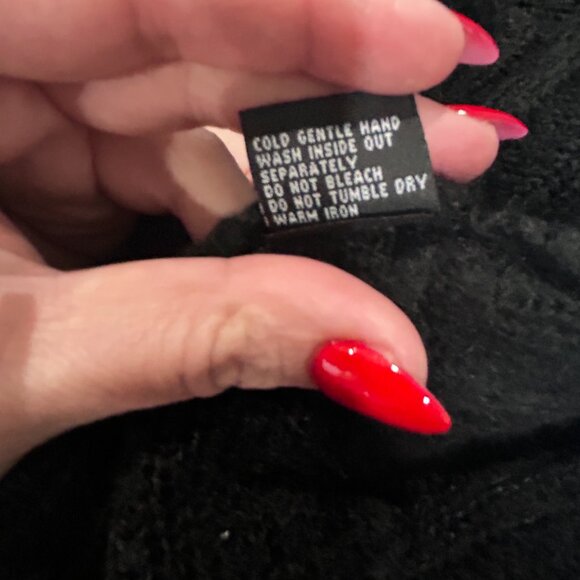 COLD GENTLE HAND
WASH INSIDE OUT
SEPARATELY
DO NOT BLEACH
DO NOT TUMBLE DRY
WARM IRON